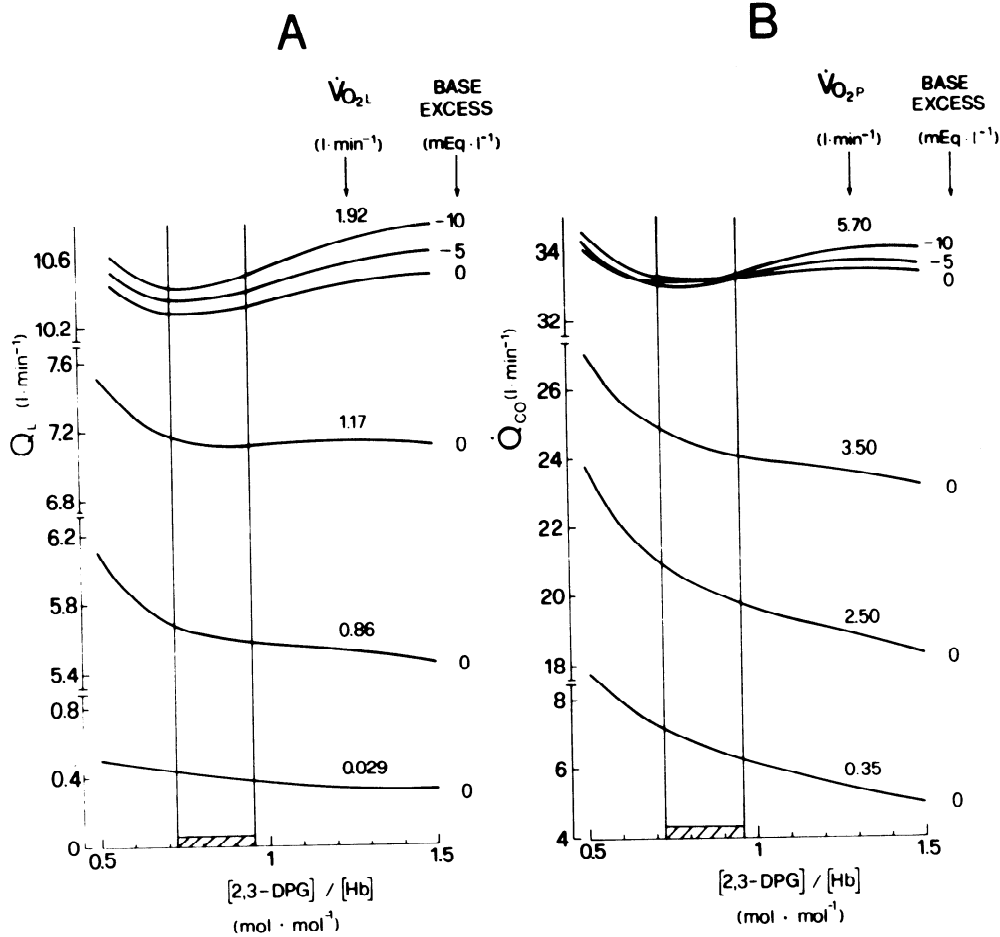 A
V̇O₂L
BASE
EXCESS
(l·min⁻¹)
(mEq·l⁻¹)
1.92
-10
-5
0
10.6
10.2
7.6
7.2
6.8
6.2
5.8
5.4
0.8
0.4
0
Q̇L (l·min⁻¹)
1.17
0
0.86
0
0.029
0
0.5
1
1.5
[2,3-DPG] / [Hb]
(mol · mol⁻¹)
B
V̇O₂P
BASE
EXCESS
(l·min⁻¹)
(mEq·l⁻¹)
5.70
-10
-5
0
34
32
26
24
22
20
18
8
6
4
Q̇CO (l·min⁻¹)
3.50
0
2.50
0
0.35
0
0.5
1
1.5
[2,3-DPG] / [Hb]
(mol · mol⁻¹)